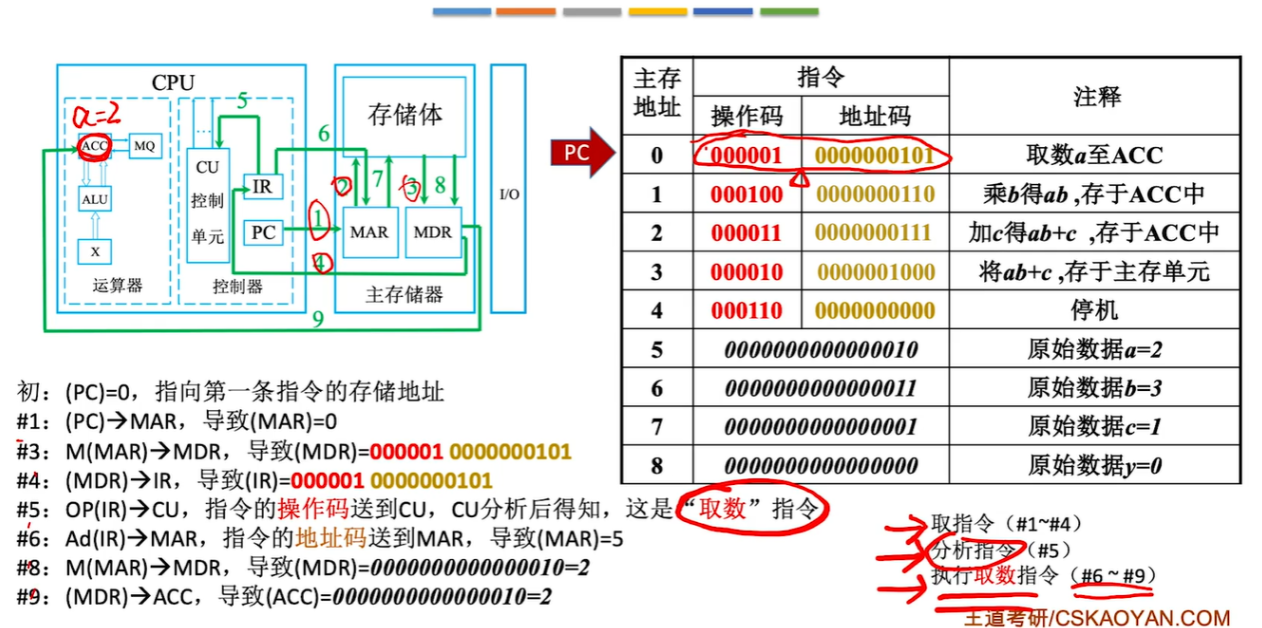 CPU
a=2
ACC
MQ
ALU
X
运算器
5
CU
控制
单元
IR
PC
控制器
6
存储体
2
7
3
8
1
MAR
MDR
4
主存储器
9
I/O
PC
主存地址 指令 注释
操作码 地址码
0 000001 0000000101 取数a至ACC
1 000100 0000000110 乘b得ab ,存于ACC中
2 000011 0000000111 加c得ab+c ,存于ACC中
3 000010 0000001000 将ab+c ,存于主存单元
4 000110 0000000000 停机
5 0000000000000010 原始数据a=2
6 0000000000000011 原始数据b=3
7 0000000000000001 原始数据c=1
8 0000000000000000 原始数据y=0
初：(PC)=0，指向第一条指令的存储地址
#1：(PC)→MAR，导致(MAR)=0
#3：M(MAR)→MDR，导致(MDR)=000001 0000000101
#4：(MDR)→IR，导致(IR)=000001 0000000101
#5：OP(IR)→CU，指令的操作码送到CU，CU分析后得知，这是“取数”指令
#6：Ad(IR)→MAR，指令的地址码送到MAR，导致(MAR)=5
#8：M(MAR)→MDR，导致(MDR)=0000000000000010=2
#9：(MDR)→ACC，导致(ACC)=0000000000000010=2
取指令（#1~#4）
分析指令（#5）
执行取数指令（#6~#9）
王道考研/CSKAOYAN.COM